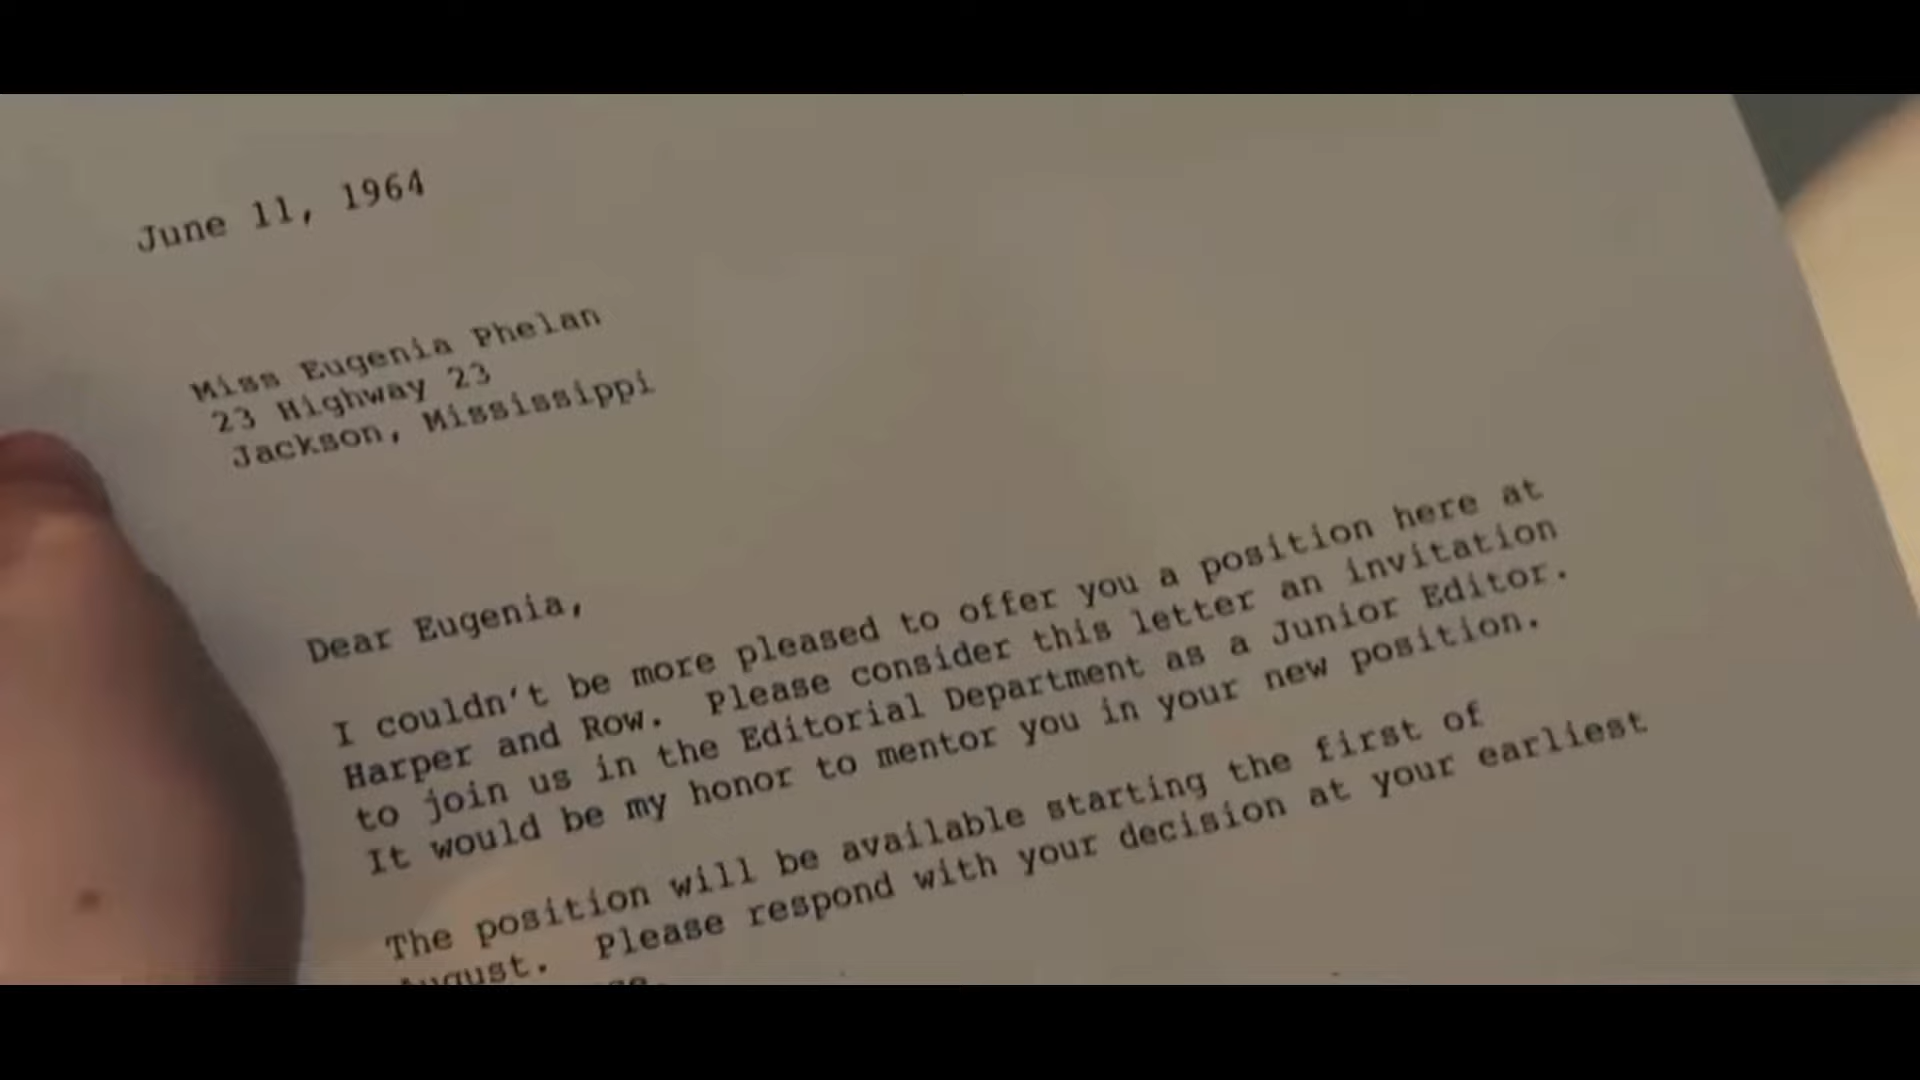 June 11, 1964
Miss Eugenia Phelan
23 Highway 23
Jackson, Mississippi
Dear Eugenia,
I couldn't be more pleased to offer you a position here at
Harper and Row. Please consider this letter an invitation
to join us in the Editorial Department as a Junior Editor.
It would be my honor to mentor you in your new position.
The position will be available starting the first of
August. Please respond with your decision at your earliest